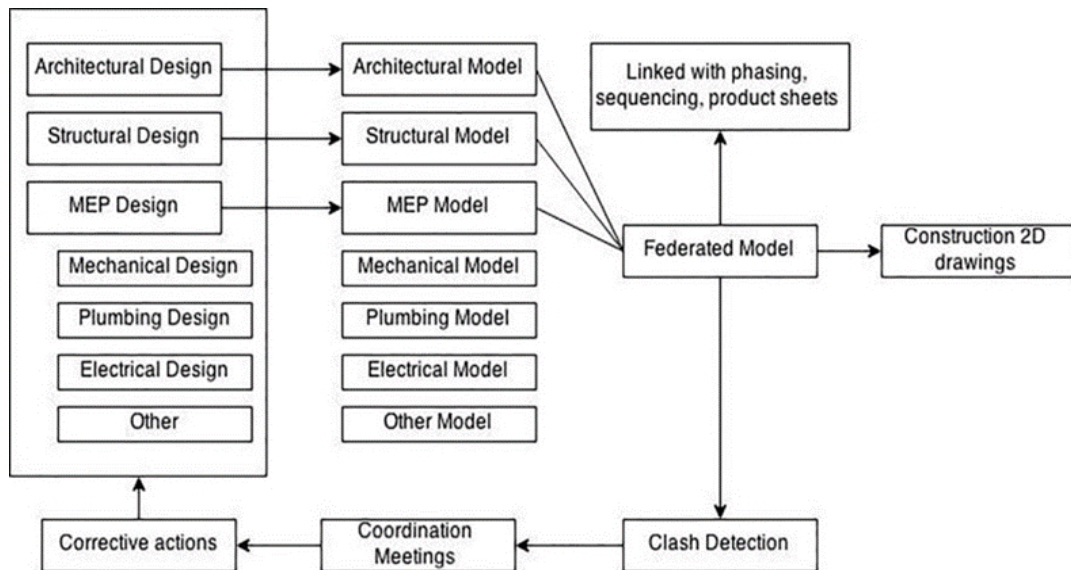 Architectural Design
Structural Design
MEP Design
Mechanical Design
Plumbing Design
Electrical Design
Other
Architectural Model
Structural Model
MEP Model
Mechanical Model
Plumbing Model
Electrical Model
Other Model
Linked with phasing,
sequencing, product sheets
Federated Model
Construction 2D
drawings
Corrective actions
Coordination
Meetings
Clash Detection